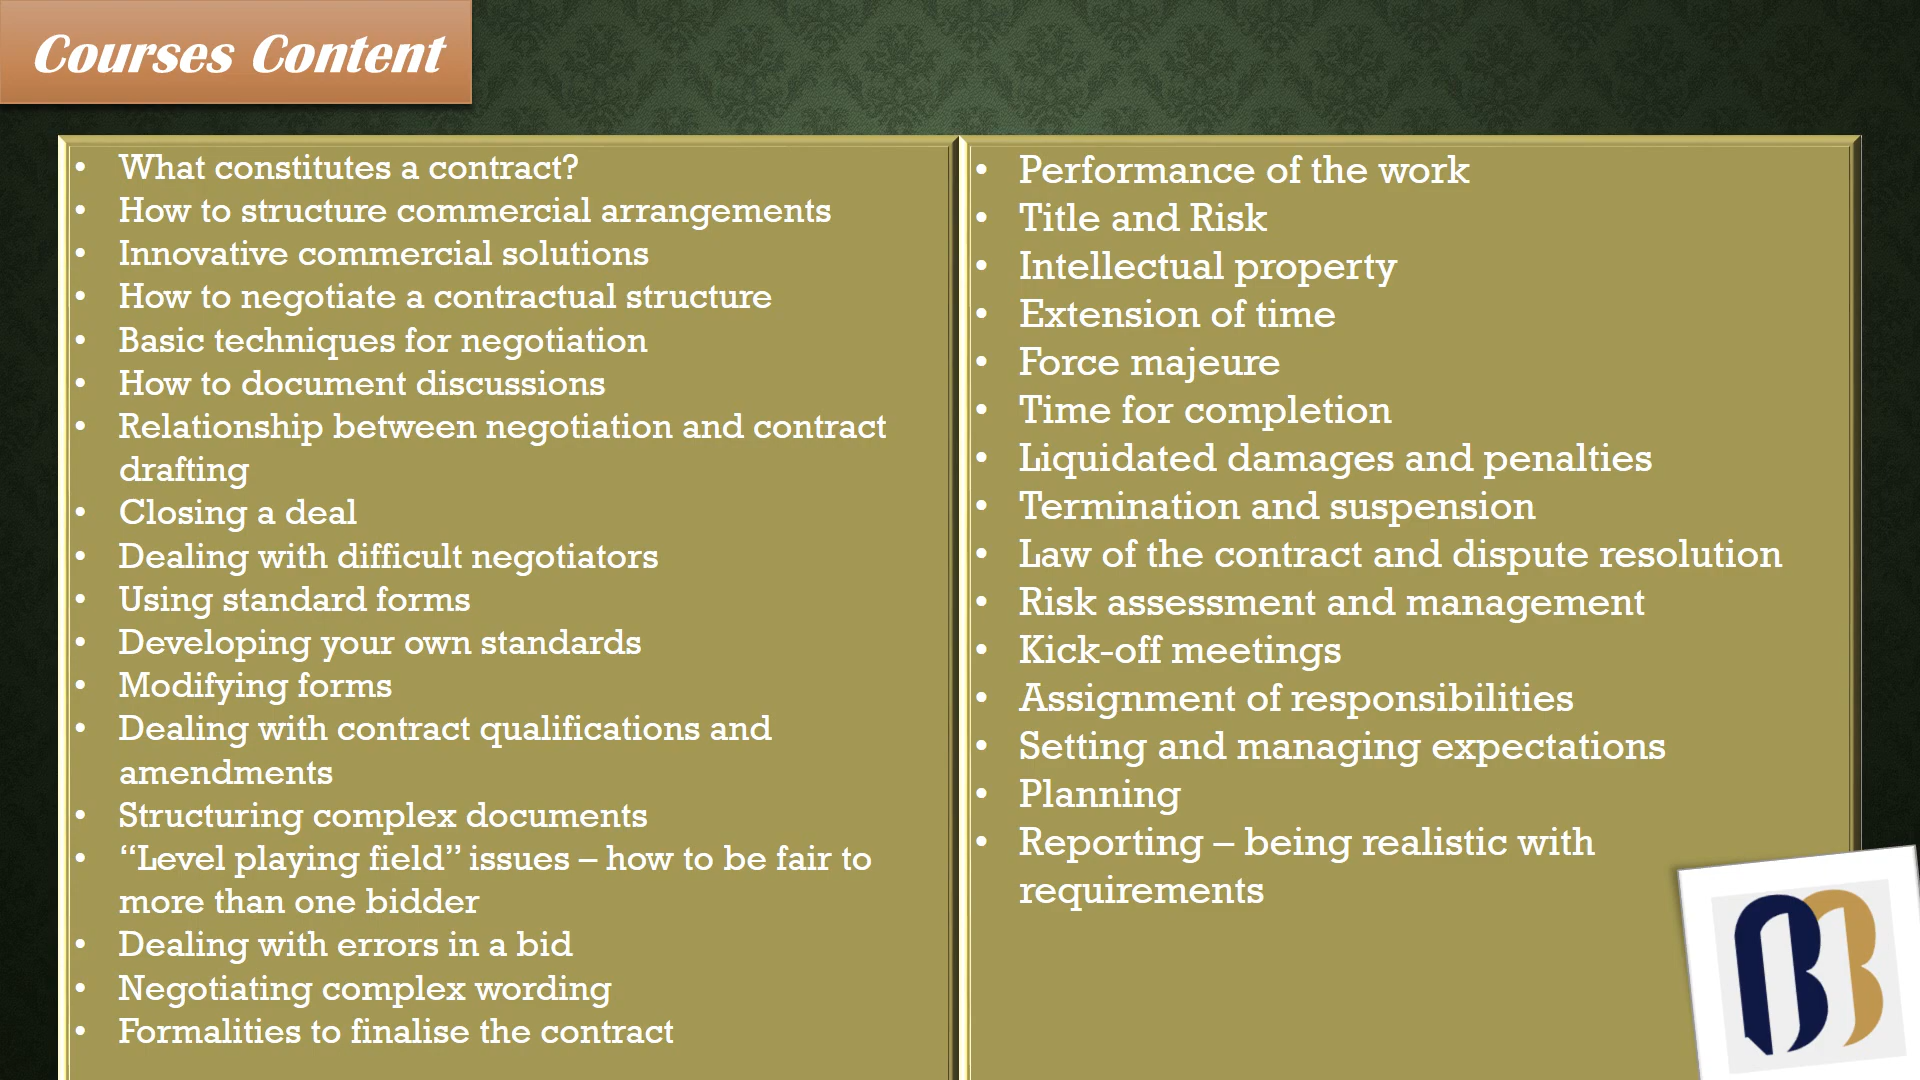 Courses Content
• What constitutes a contract?
• How to structure commercial arrangements
• Innovative commercial solutions
• How to negotiate a contractual structure
• Basic techniques for negotiation
• How to document discussions
• Relationship between negotiation and contract
drafting
• Closing a deal
• Dealing with difficult negotiators
• Using standard forms
• Developing your own standards
• Modifying forms
• Dealing with contract qualifications and
amendments
• Structuring complex documents
• “Level playing field” issues – how to be fair to
more than one bidder
• Dealing with errors in a bid
• Negotiating complex wording
• Formalities to finalise the contract
• Performance of the work
• Title and Risk
• Intellectual property
• Extension of time
• Force majeure
• Time for completion
• Liquidated damages and penalties
• Termination and suspension
• Law of the contract and dispute resolution
• Risk assessment and management
• Kick-off meetings
• Assignment of responsibilities
• Setting and managing expectations
• Planning
• Reporting – being realistic with
requirements